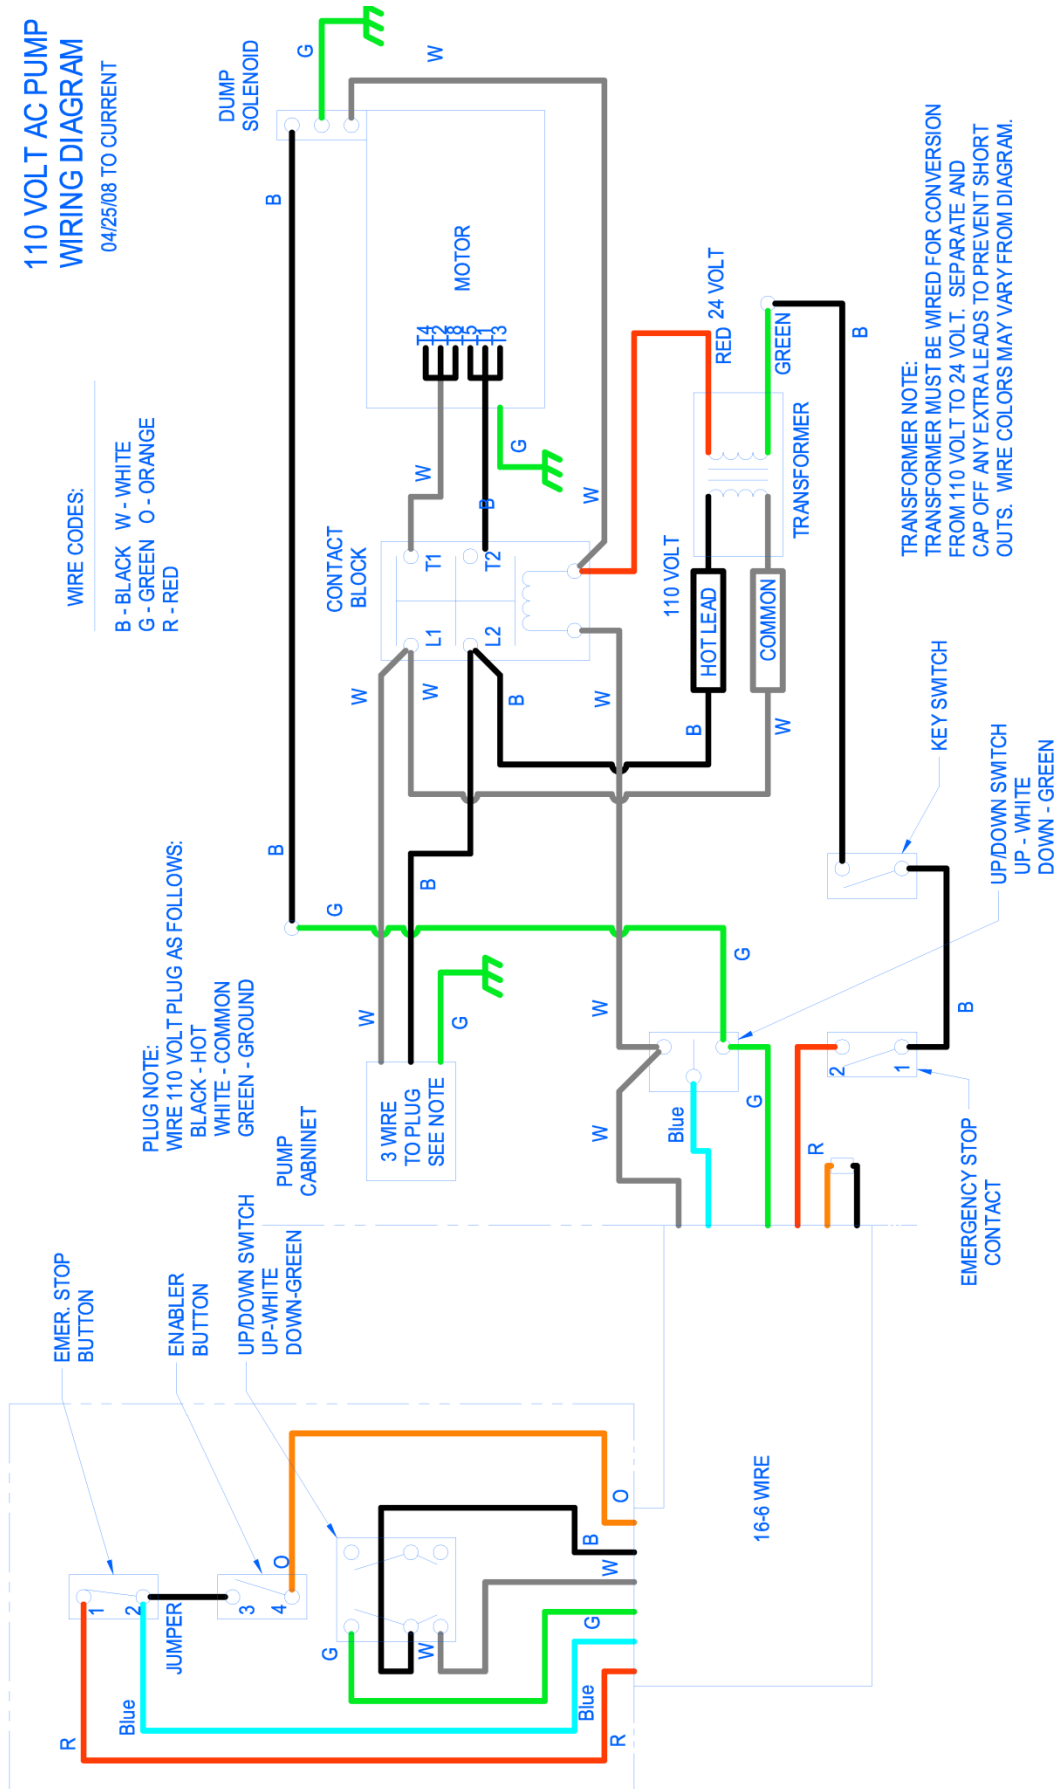 110 VOLT AC PUMP
WIRING DIAGRAM
04/25/08 TO CURRENT
WIRE CODES:
B - BLACK W - WHITE
G - GREEN O - ORANGE
R - RED
DUMP
SOLENOID
G
W
B
MOTOR
T4
T2
T8
T5
T1
T3
W
B
G
W
CONTACT
BLOCK
T1
T2
L1
L2
W
W
B
W
RED 24 VOLT
GREEN
TRANSFORMER
110 VOLT
HOT LEAD
COMMON
B
W
B
TRANSFORMER NOTE:
TRANSFORMER MUST BE WIRED FOR CONVERSION
FROM 110 VOLT TO 24 VOLT. SEPARATE AND
CAP OFF ANY EXTRA LEADS TO PREVENT SHORT
OUTS. WIRE COLORS MAY VARY FROM DIAGRAM.
KEY SWITCH
UP/DOWN SWITCH
UP - WHITE
DOWN - GREEN
PLUG NOTE:
WIRE 110 VOLT PLUG AS FOLLOWS:
BLACK - HOT
WHITE - COMMON
GREEN - GROUND
B
G
B
W
G
3 WIRE
TO PLUG
SEE NOTE
PUMP
CABNINET
W
G
W
Blue
G
B
2
1
R
EMERGENCY STOP
CONTACT
EMER. STOP
BUTTON
ENABLER
BUTTON
UP/DOWN SWITCH
UP-WHITE
DOWN-GREEN
1
2
JUMPER
3
4
O
G
W
R
Blue
O
B
W
G
Blue
R
16-6 WIRE